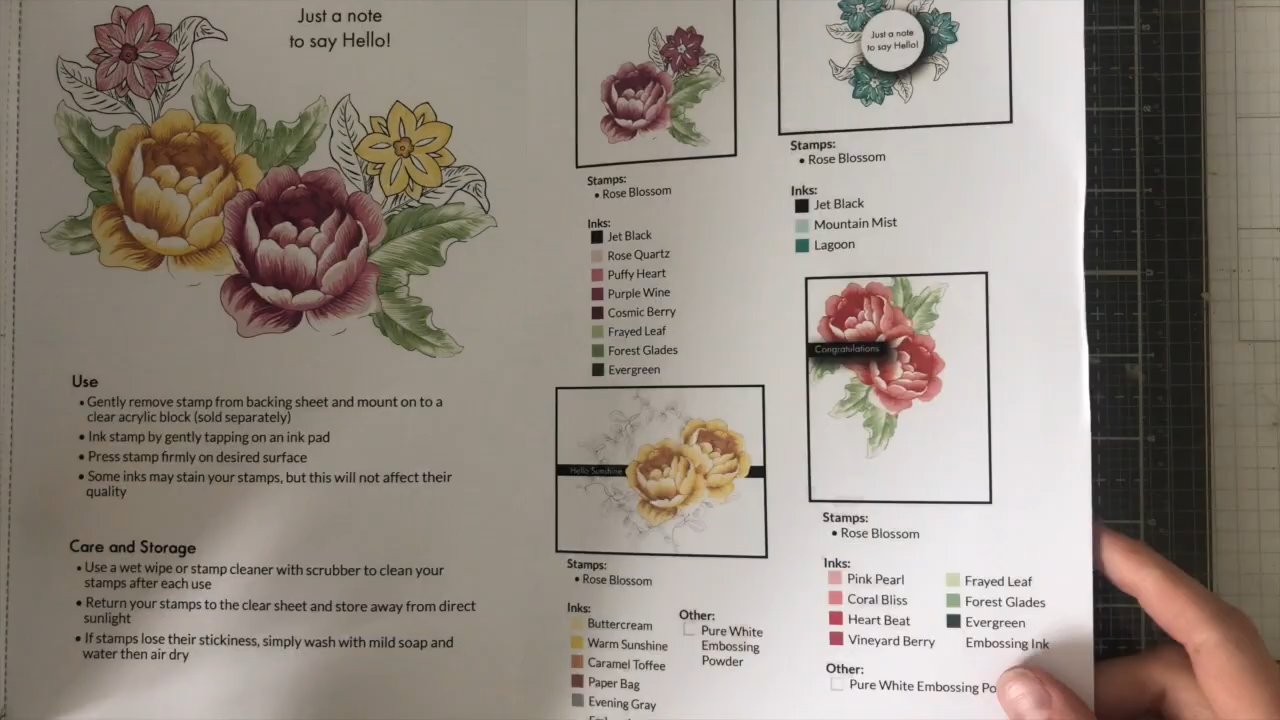 Just a note
to say Hello!
Use
• Gently remove stamp from backing sheet and mount on to a
clear acrylic block (sold separately)
• Ink stamp by gently tapping on an ink pad
• Press stamp firmly on desired surface
• Some inks may stain your stamps, but this will not affect their
quality
Care and Storage
• Use a wet wipe or stamp cleaner with scrubber to clean your
stamps after each use
• Return your stamps to the clear sheet and store away from direct
sunlight
• If stamps lose their stickiness, simply wash with mild soap and
water then air dry
Stamps:
• Rose Blossom
Inks:
Jet Black
Rose Quartz
Puffy Heart
Purple Wine
Cosmic Berry
Frayed Leaf
Forest Glades
Evergreen
Hello Sunshine
Stamps:
• Rose Blossom
Inks:
Buttercream
Warm Sunshine
Caramel Toffee
Paper Bag
Evening Gray
Other:
Pure White
Embossing
Powder
Just a note
to say Hello!
Stamps:
• Rose Blossom
Inks:
Jet Black
Mountain Mist
Lagoon
Congratulations
Stamps:
• Rose Blossom
Inks:
Pink Pearl
Coral Bliss
Heart Beat
Vineyard Berry
Frayed Leaf
Forest Glades
Evergreen
Embossing Ink
Other:
Pure White Embossing Po